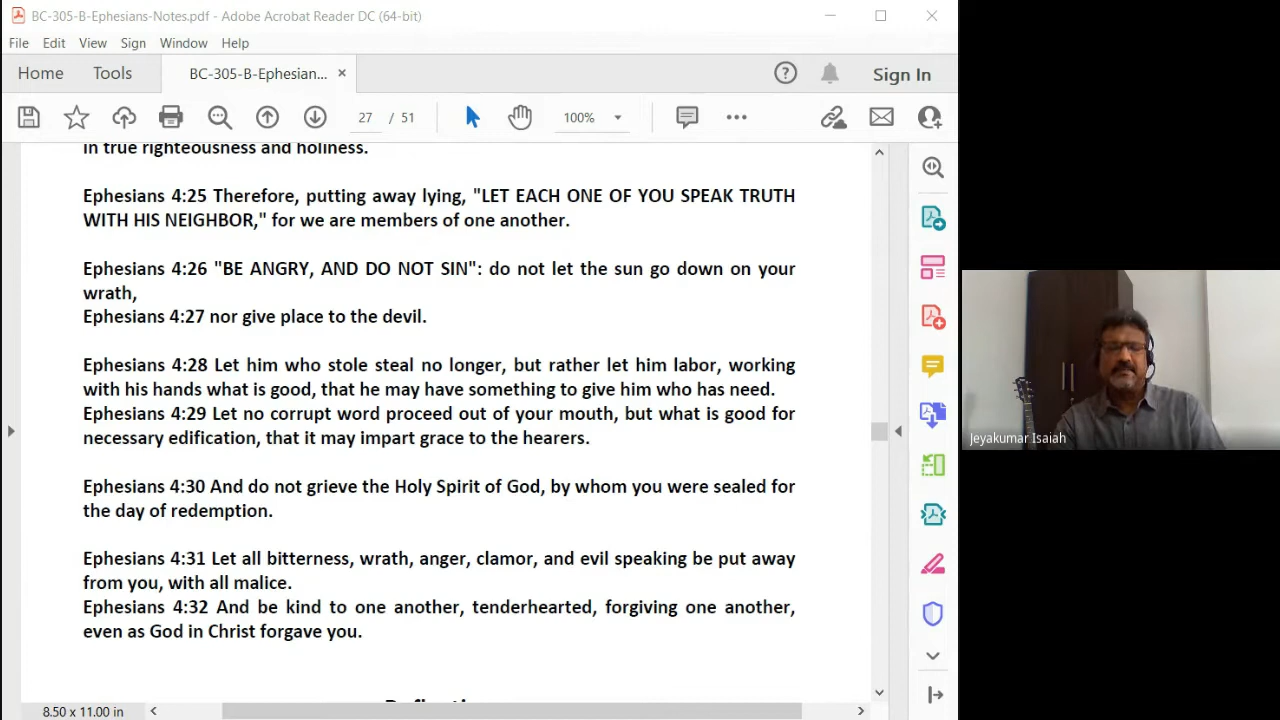 BC-305-B-Ephesians-Notes.pdf - Adobe Acrobat Reader DC (64-bit)
File Edit View Sign Window Help
Home Tools BC-305-B-Ephesian... × Sign In
27 / 51 100%
in true righteousness and holiness.
Ephesians 4:25 Therefore, putting away lying, "LET EACH ONE OF YOU SPEAK TRUTH
WITH HIS NEIGHBOR," for we are members of one another.
Ephesians 4:26 "BE ANGRY, AND DO NOT SIN": do not let the sun go down on your
wrath,
Ephesians 4:27 nor give place to the devil.
Ephesians 4:28 Let him who stole steal no longer, but rather let him labor, working
with his hands what is good, that he may have something to give him who has need.
Ephesians 4:29 Let no corrupt word proceed out of your mouth, but what is good for
necessary edification, that it may impart grace to the hearers.
Ephesians 4:30 And do not grieve the Holy Spirit of God, by whom you were sealed for
the day of redemption.
Ephesians 4:31 Let all bitterness, wrath, anger, clamor, and evil speaking be put away
from you, with all malice.
Ephesians 4:32 And be kind to one another, tenderhearted, forgiving one another,
even as God in Christ forgave you.
8.50 x 11.00 in
Jeyakumar Isaiah